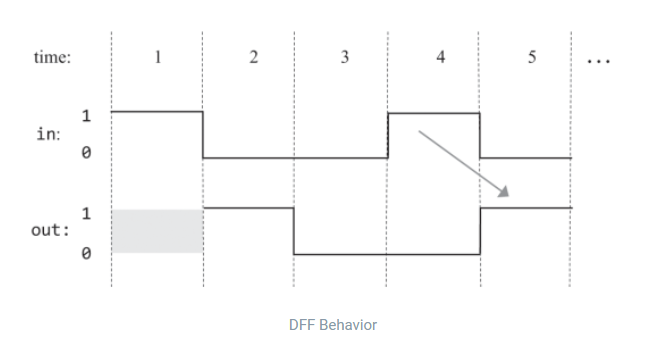 time: 1 2 3 4 5 ...
1
in:
0
1
out:
0
DFF Behavior